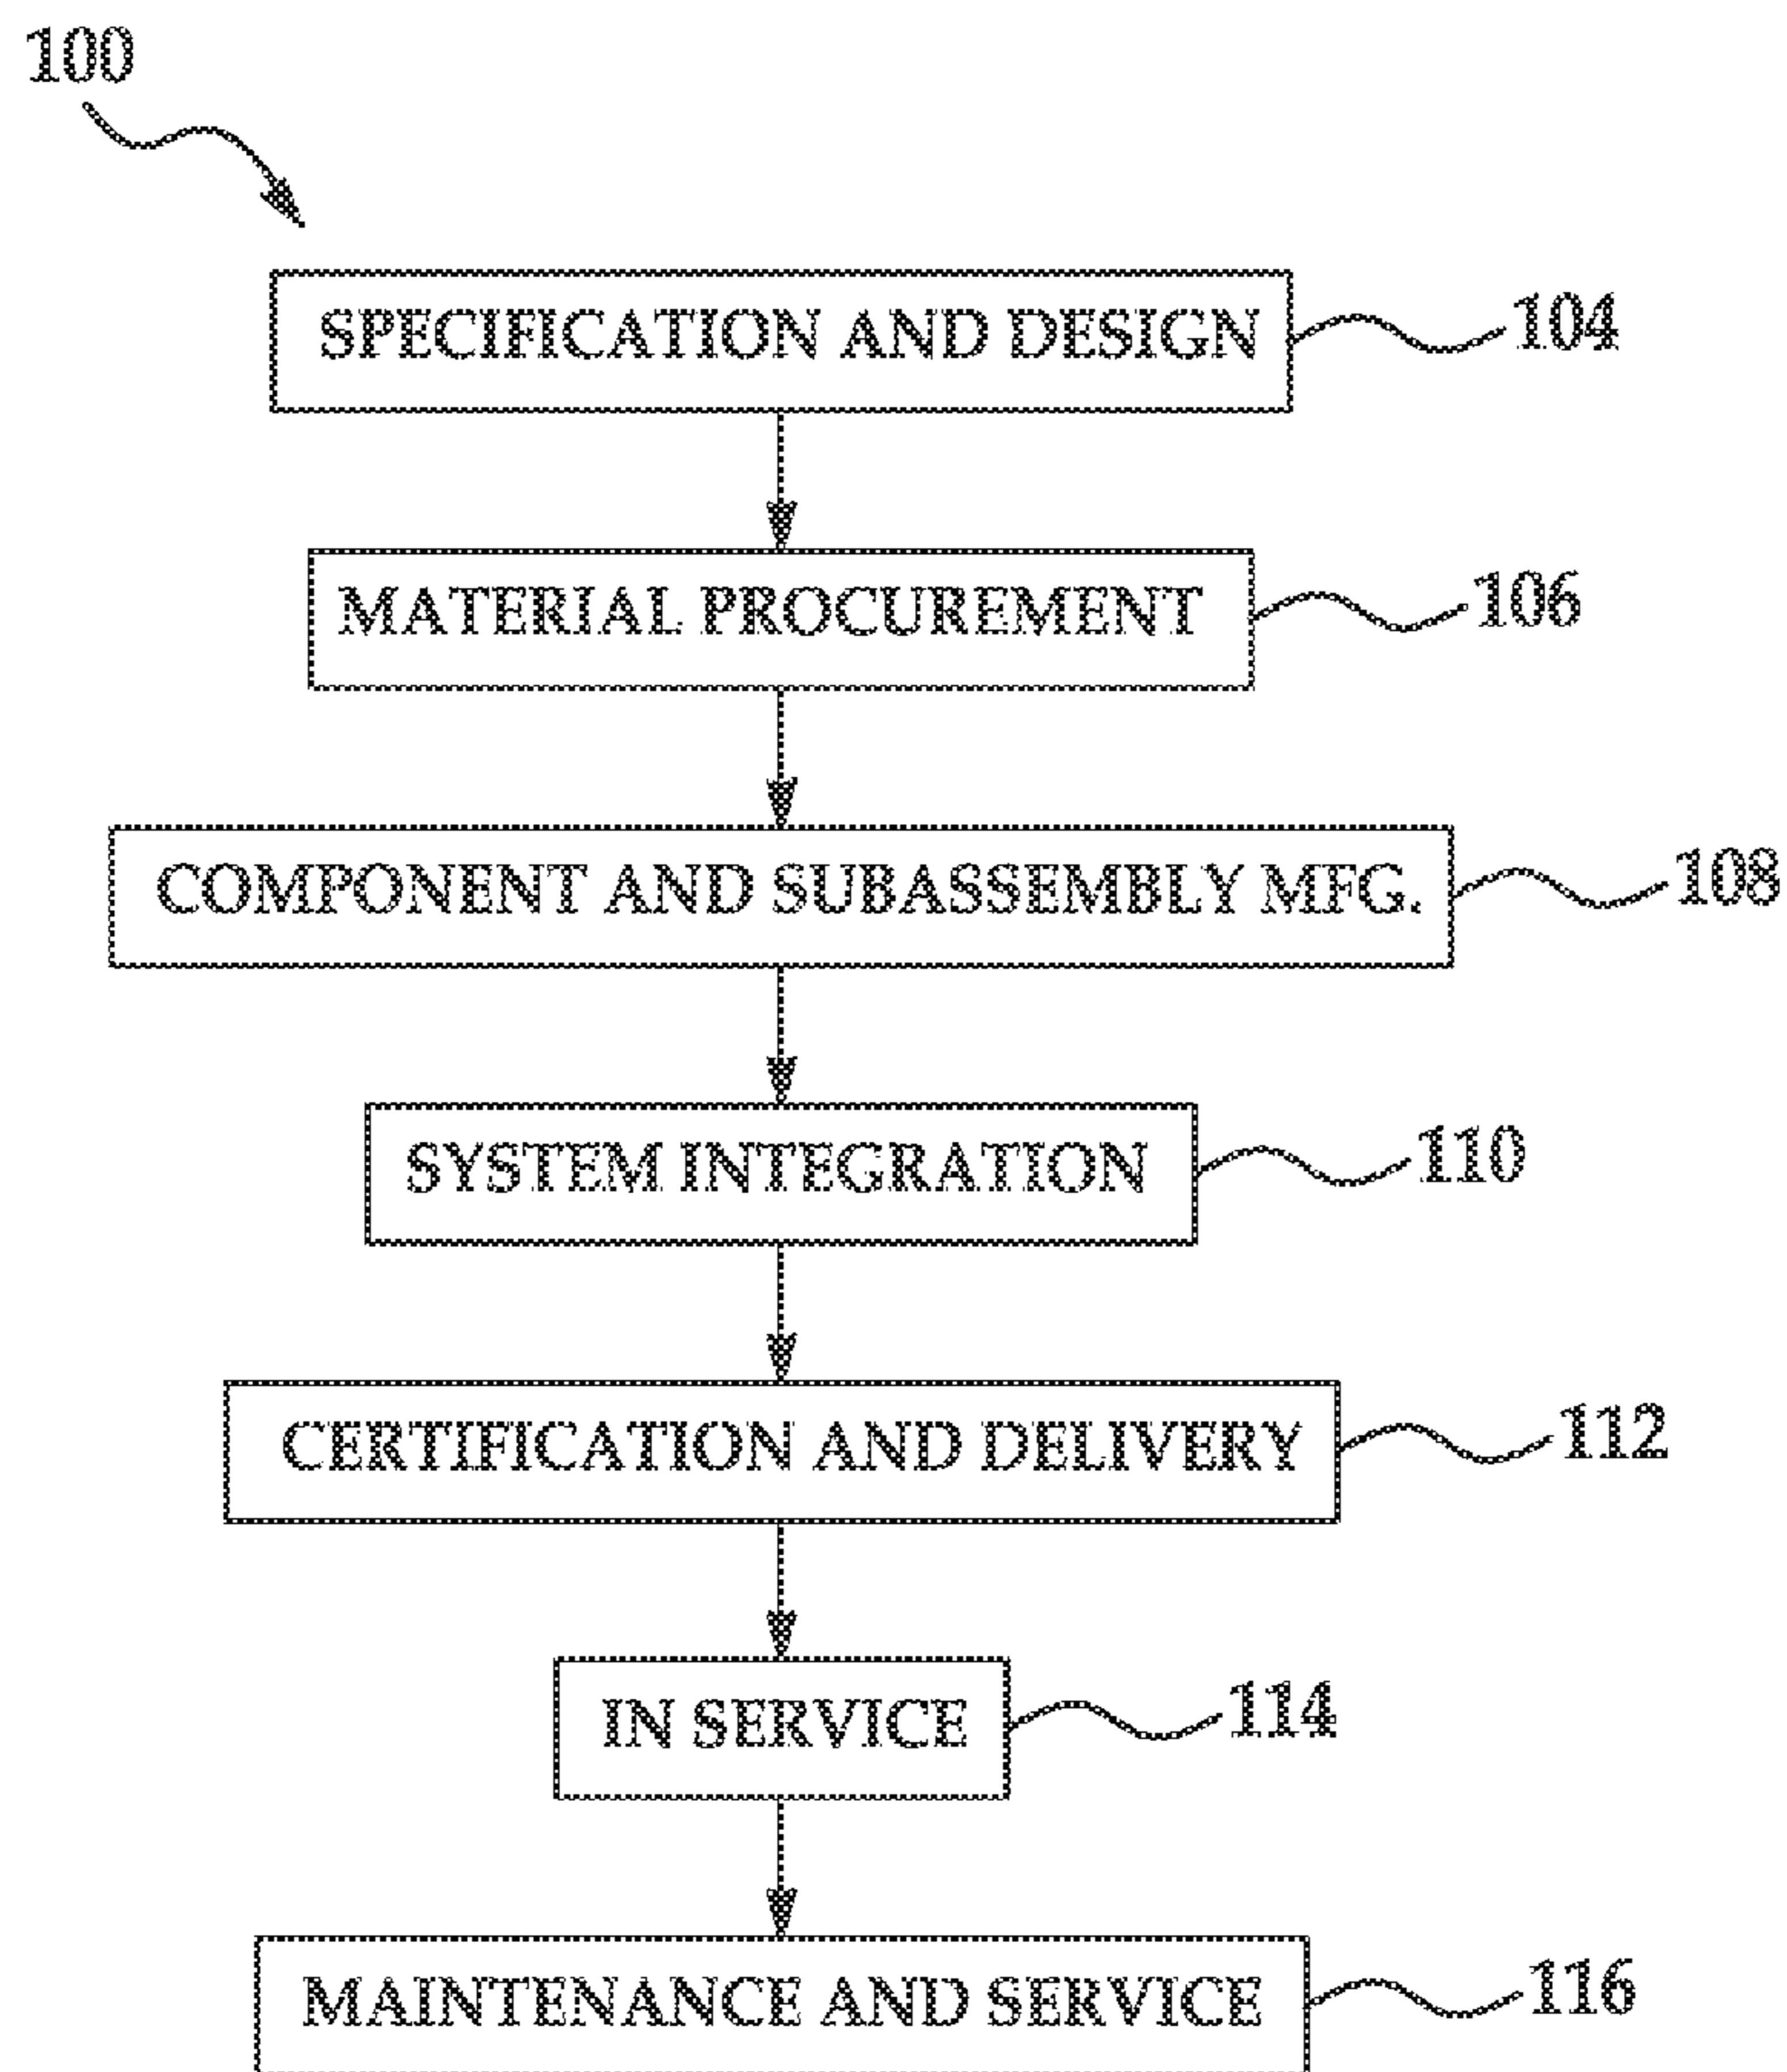 100
SPECIFICATION AND DESIGN 104
MATERIAL PROCUREMENT 106
COMPONENT AND SUBASSEMBLY MFG. 108
SYSTEM INTEGRATION 110
CERTIFICATION AND DELIVERY 112
IN SERVICE 114
MAINTENANCE AND SERVICE 116